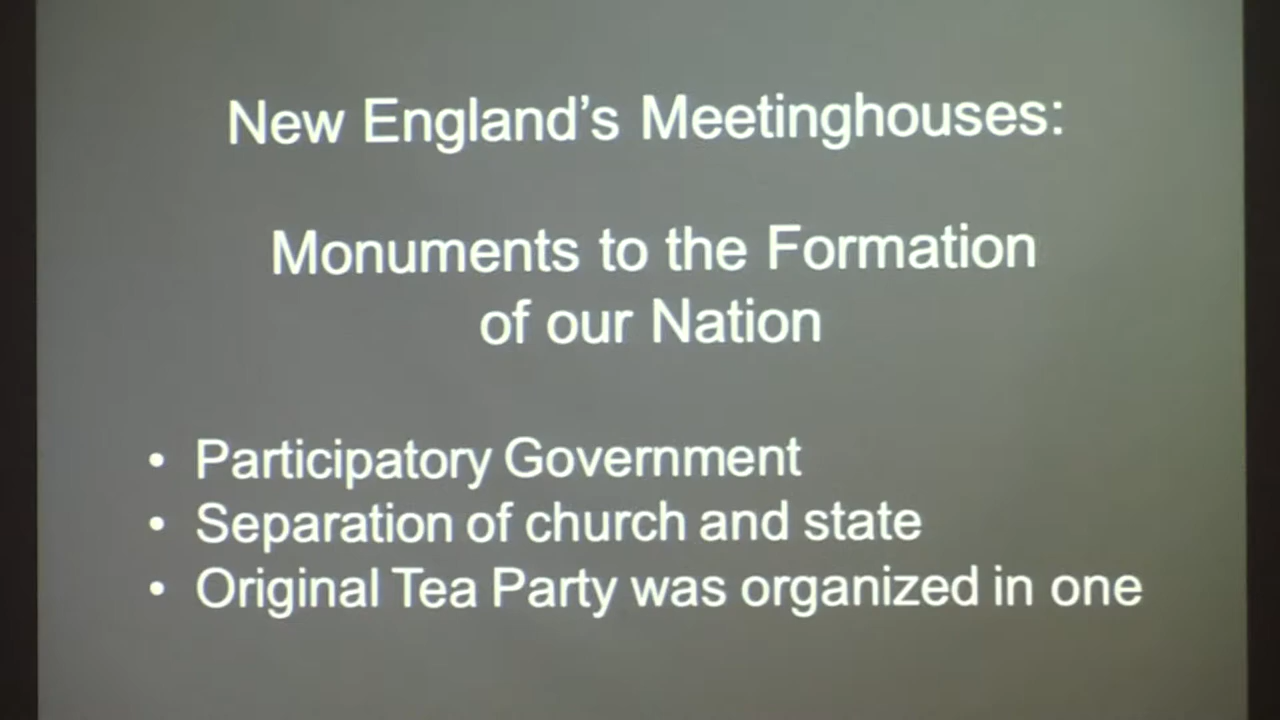 New England’s Meetinghouses:
Monuments to the Formation
of our Nation
• Participatory Government
• Separation of church and state
• Original Tea Party was organized in one